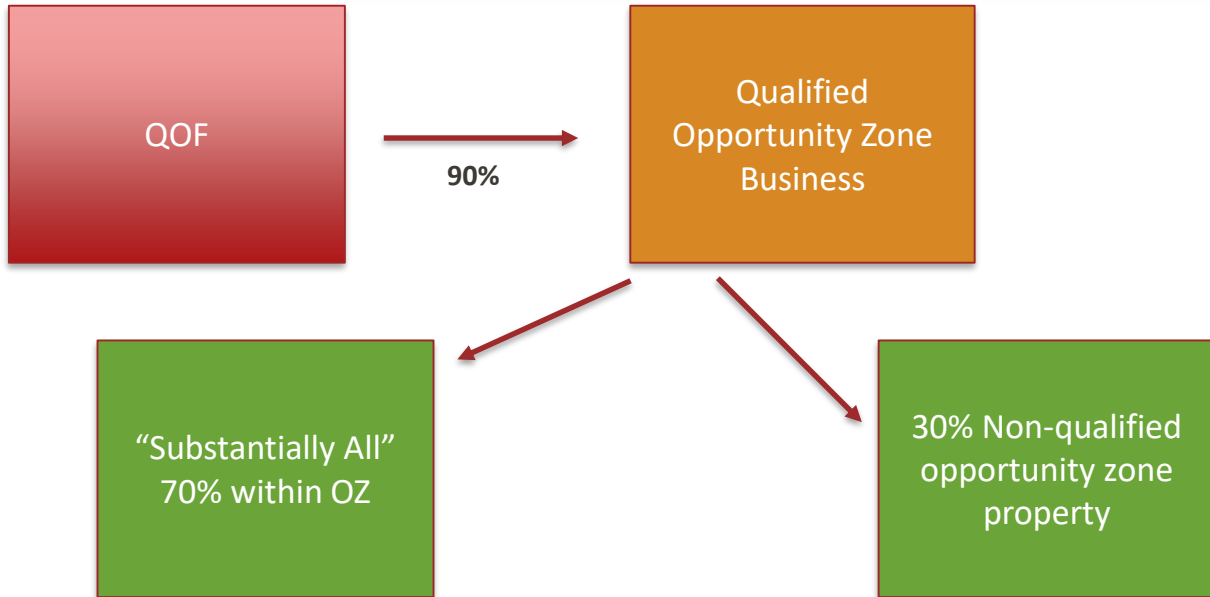 QOF
90%
Qualified
Opportunity Zone
Business
“Substantially All”
70% within OZ
30% Non-qualified
opportunity zone
property